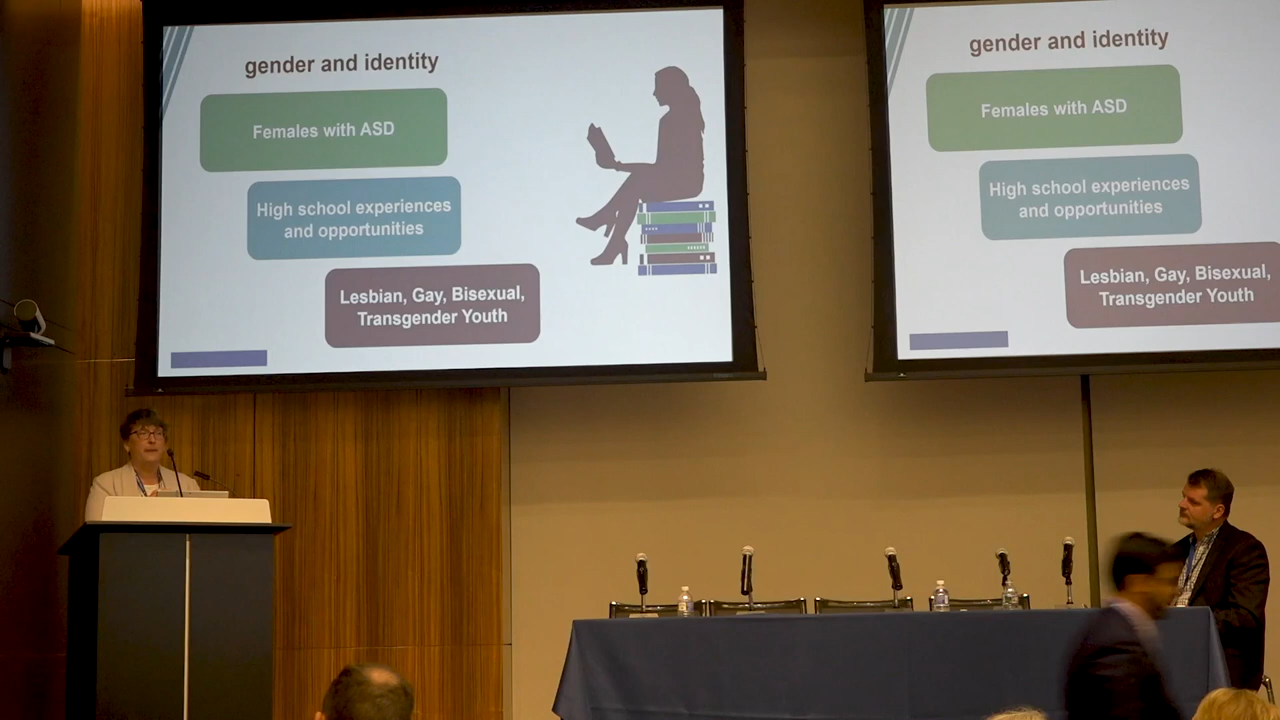 gender and identity
Females with ASD
High school experiences
and opportunities
Lesbian, Gay, Bisexual,
Transgender Youth
gender and identity
Females with ASD
High school experiences
and opportunities
Lesbian, Gay, Bisexual,
Transgender Youth